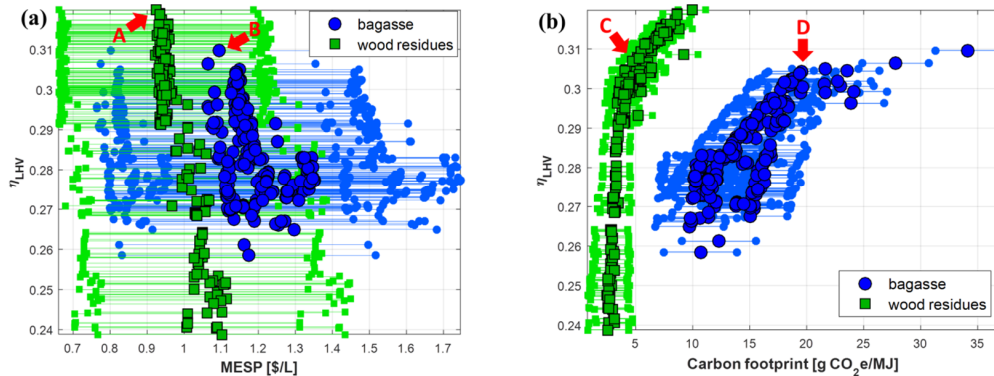 (a)
A
B
bagasse
wood residues
0.31
0.3
0.29
0.28
0.27
0.26
0.25
0.24
ηLHV
0.7 0.8 0.9 1 1.1 1.2 1.3 1.4 1.5 1.6 1.7
MESP [$/L]
(b)
C
D
0.31
0.3
0.29
0.28
0.27
0.26
0.25
0.24
ηLHV
bagasse
wood residues
5 10 15 20 25 30 35
Carbon footprint [g CO2e/MJ]